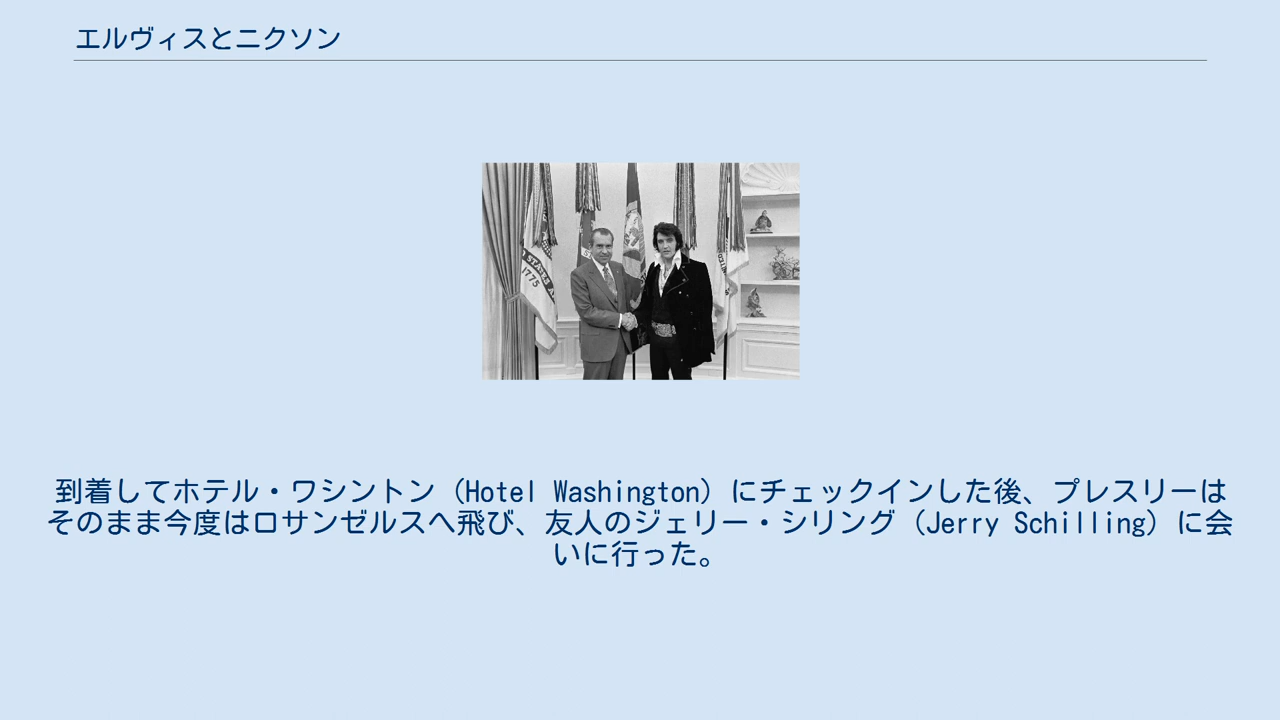 エルヴィスとニクソン
STATES
1775
到着してホテル・ワシントン（Hotel Washington）にチェックインした後、プレスリーは
そのまま今度はロサンゼルスへ飛び、友人のジェリー・シリング（Jerry Schilling）に会
いに行った。